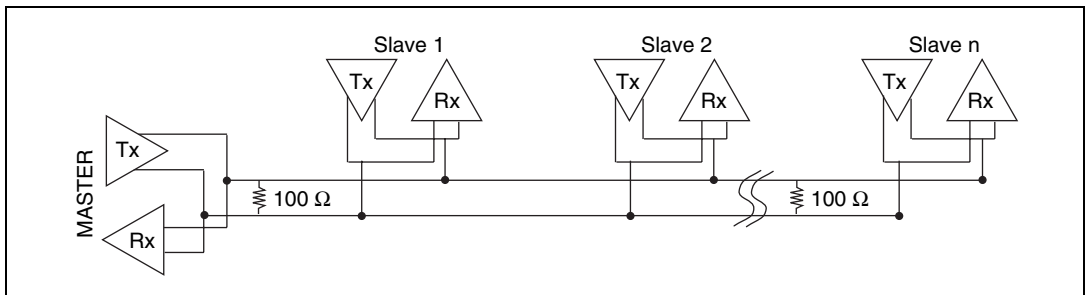 Slave 1
Slave 2
Slave n
Tx
Rx
Tx
Rx
Tx
Rx
MASTER
Tx
Rx
100 Ω
100 Ω